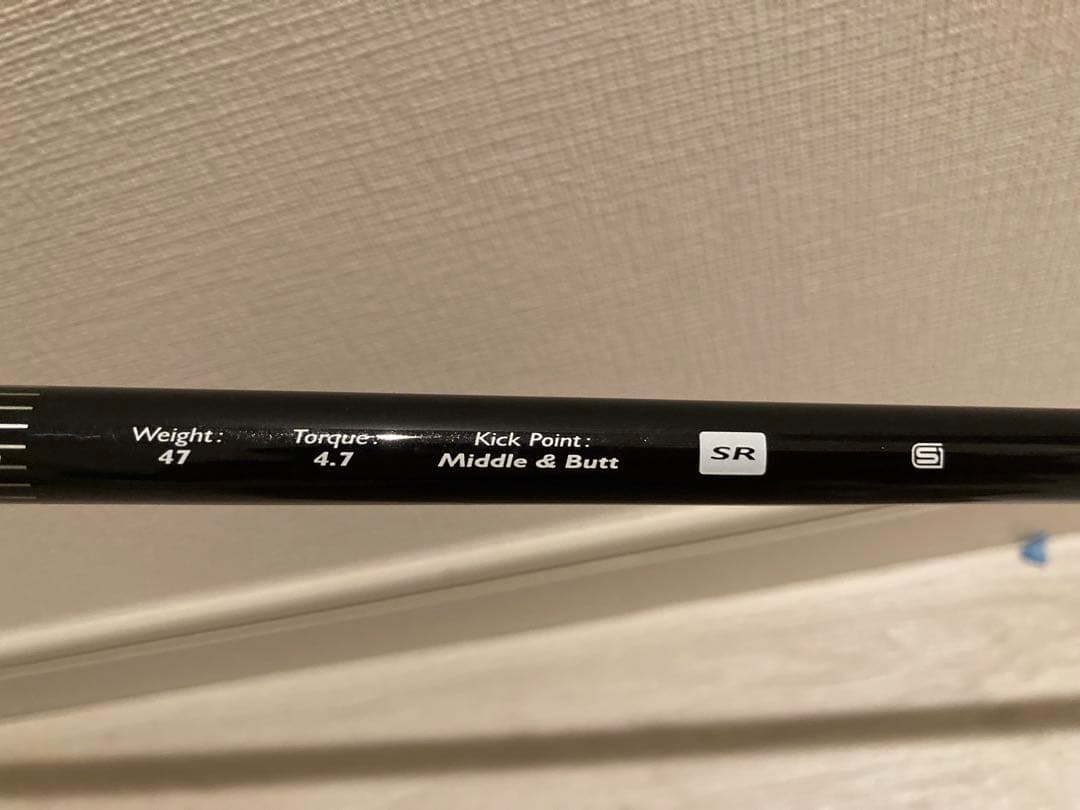 Weight:
47
Torque:
4.7
Kick Point:
Middle & Butt
SR
S